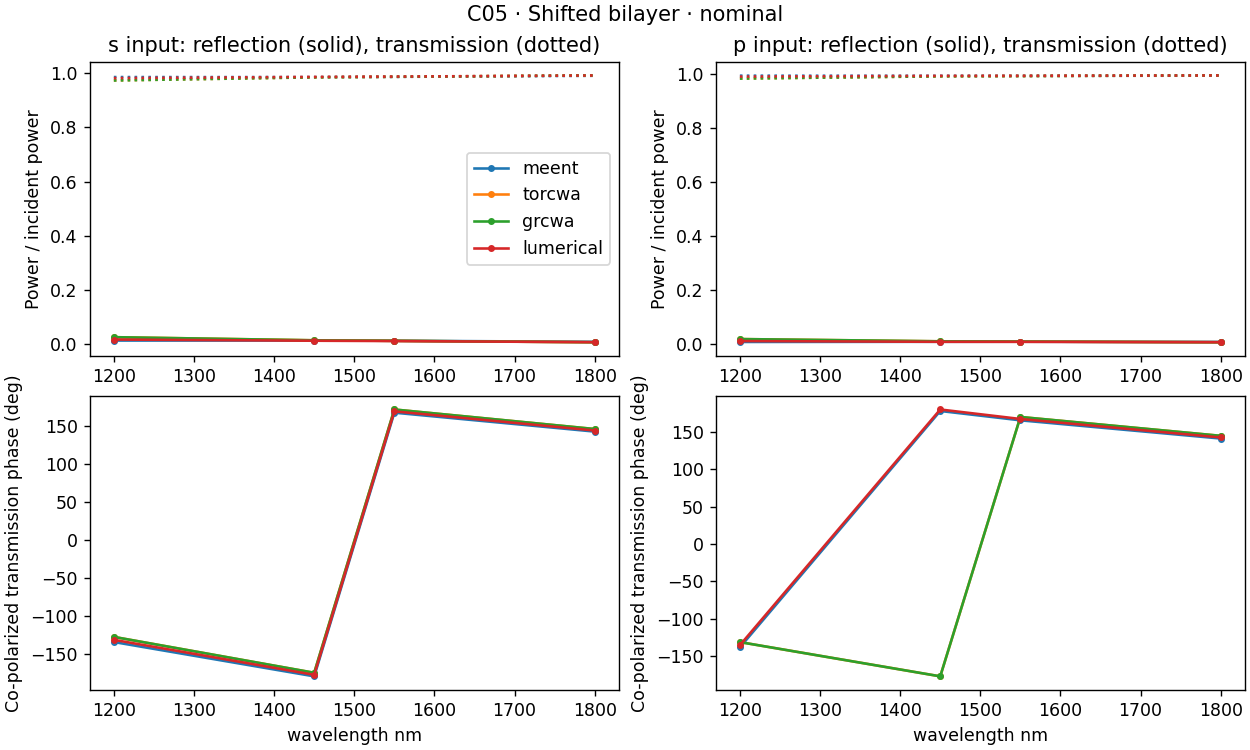 C05 · Shifted bilayer · nominal
s input: reflection (solid), transmission (dotted)
Power / incident power
1.0
0.8
0.6
0.4
0.2
0.0
meent
torcwa
grcwa
lumerical
1200 1300 1400 1500 1600 1700 1800
p input: reflection (solid), transmission (dotted)
Power / incident power
1.0
0.8
0.6
0.4
0.2
0.0
1200 1300 1400 1500 1600 1700 1800
Co-polarized transmission phase (deg)
150
100
50
0
−50
−100
−150
1200 1300 1400 1500 1600 1700 1800
wavelength nm
Co-polarized transmission phase (deg)
150
100
50
0
−50
−100
−150
1200 1300 1400 1500 1600 1700 1800
wavelength nm